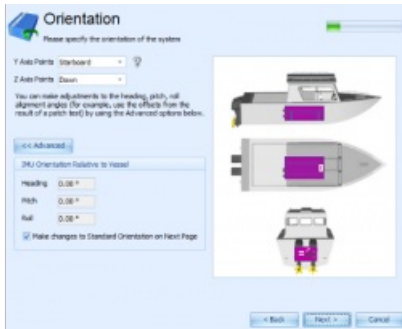 Orientation
Please specify the orientation of the system
Y Axis Points Starboard
Z Axis Points Down
You can make adjustments to the heading, pitch, roll
alignment angles (for example, use the offsets from the
result of a patch test) by using the Advanced options below.
<< Advanced
IMU Orientation Relative to Vessel
Heading 0.00 °
Pitch 0.00 °
Roll 0.00 °
Make changes to Standard Orientation on Next Page
< Back Next > Cancel